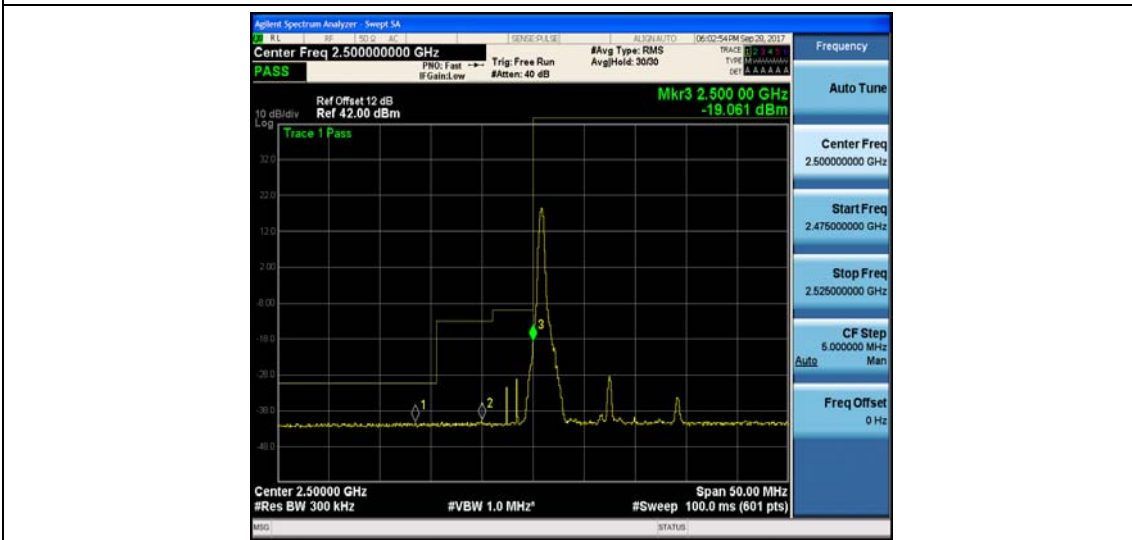 Agilent Spectrum Analyzer - Swept SA
RL RF 50 Ω AC SENSE:PULSE ALIGN AUTO 06:02:54 PM Sep 28, 2017
Center Freq 2.500000000 GHz #Avg Type: RMS TRACE 1 2 3 4 5 6
PASS PNO: Fast Trig: Free Run Avg|Hold: 30/30 TYPE M
IFGain:Low #Atten: 40 dB DET A A A A A A
Frequency
Auto Tune
Center Freq
2.500000000 GHz
Start Freq
2.475000000 GHz
Stop Freq
2.525000000 GHz
CF Step
5.000000 MHz
Auto Man
Freq Offset
0 Hz
Mkr3 2.500 00 GHz
-19.061 dBm
Ref Offset 12 dB
10 dB/div Ref 42.00 dBm
Log
Trace 1 Pass
32.0
22.0
12.0
2.00
-8.00
-18.0
-28.0
-38.0
-48.0
1
2
3
Center 2.50000 GHz Span 50.00 MHz
#Res BW 300 kHz #VBW 1.0 MHz* #Sweep 100.0 ms (601 pts)
MSG STATUS